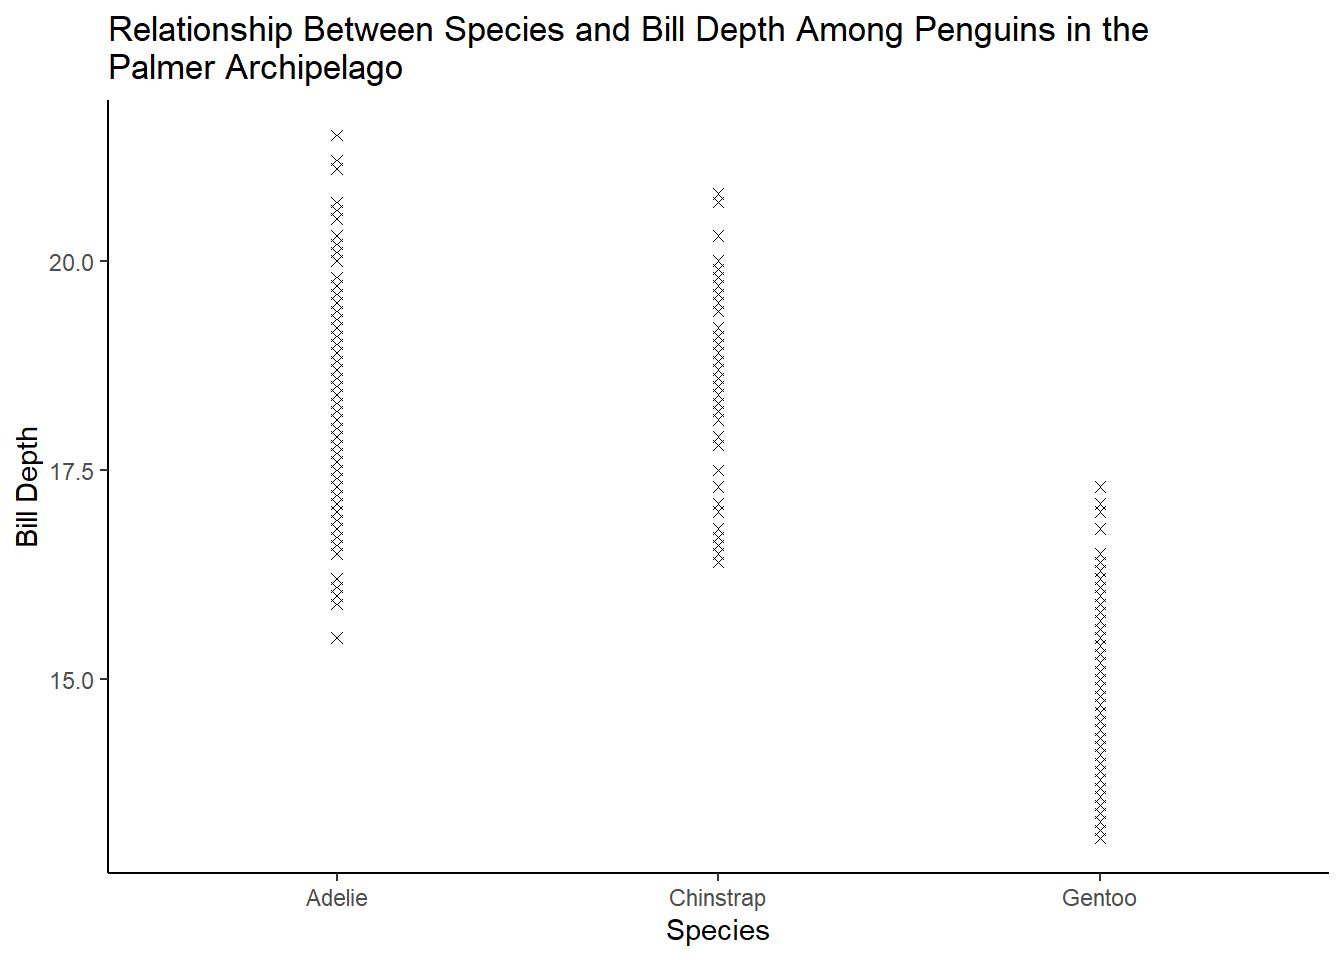 Relationship Between Species and Bill Depth Among Penguins in the
Palmer Archipelago
Bill Depth
20.0
17.5
15.0
Adelie
Chinstrap
Gentoo
Species